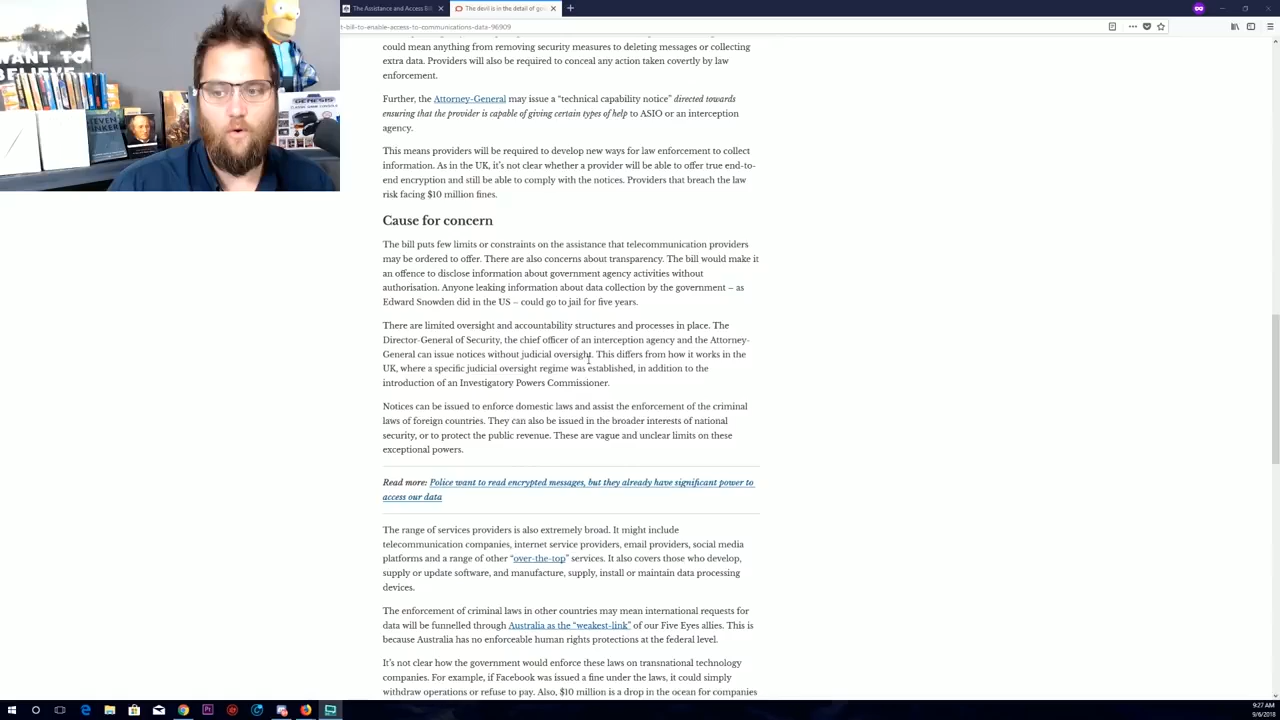 The Assistance and Access Bil
The devil is in the detail of go
t-bill-to-enable-access-to-communications-data-96909
WANT TO
BELIEVE
STEVEN
PINKER
GENESIS
could mean anything from removing security measures to deleting messages or collecting
extra data. Providers will also be required to conceal any action taken covertly by law
enforcement.
Further, the Attorney-General may issue a “technical capability notice” directed towards
ensuring that the provider is capable of giving certain types of help to ASIO or an interception
agency.
This means providers will be required to develop new ways for law enforcement to collect
information. As in the UK, it’s not clear whether a provider will be able to offer true end-to-
end encryption and still be able to comply with the notices. Providers that breach the law
risk facing $10 million fines.
Cause for concern
The bill puts few limits or constraints on the assistance that telecommunication providers
may be ordered to offer. There are also concerns about transparency. The bill would make it
an offence to disclose information about government agency activities without
authorisation. Anyone leaking information about data collection by the government – as
Edward Snowden did in the US – could go to jail for five years.
There are limited oversight and accountability structures and processes in place. The
Director-General of Security, the chief officer of an interception agency and the Attorney-
General can issue notices without judicial oversight. This differs from how it works in the
UK, where a specific judicial oversight regime was established, in addition to the
introduction of an Investigatory Powers Commissioner.
Notices can be issued to enforce domestic laws and assist the enforcement of the criminal
laws of foreign countries. They can also be issued in the broader interests of national
security, or to protect the public revenue. These are vague and unclear limits on these
exceptional powers.
Read more: Police want to read encrypted messages, but they already have significant power to
access our data
The range of services providers is also extremely broad. It might include
telecommunication companies, internet service providers, email providers, social media
platforms and a range of other “over-the-top” services. It also covers those who develop,
supply or update software, and manufacture, supply, install or maintain data processing
devices.
The enforcement of criminal laws in other countries may mean international requests for
data will be funnelled through Australia as the “weakest-link” of our Five Eyes allies. This is
because Australia has no enforceable human rights protections at the federal level.
It’s not clear how the government would enforce these laws on transnational technology
companies. For example, if Facebook was issued a fine under the laws, it could simply
withdraw operations or refuse to pay. Also, $10 million is a drop in the ocean for companies
9:27 AM
9/6/2018